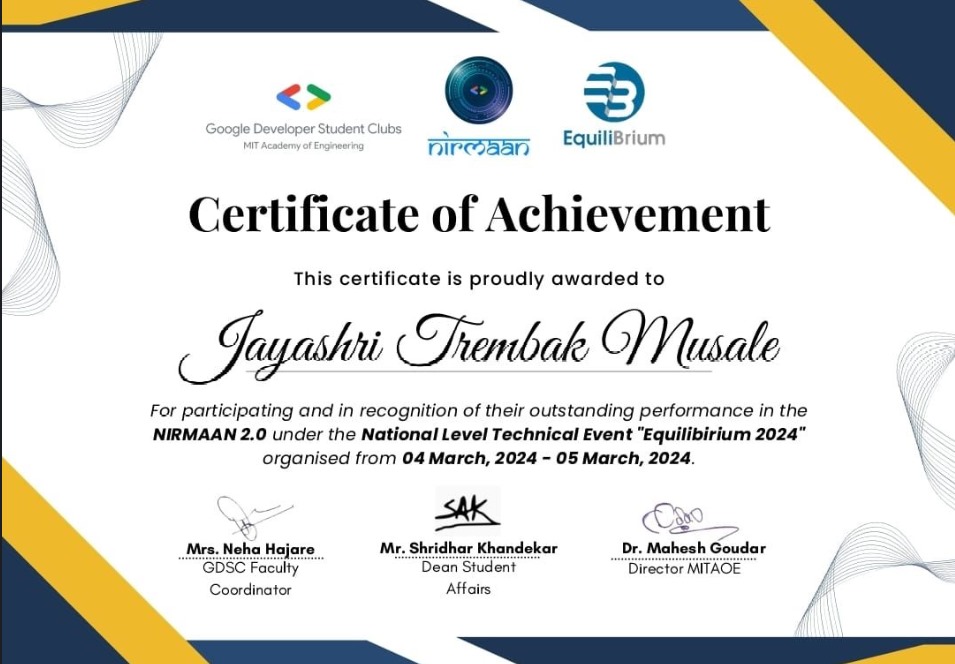 Google Developer Student Clubs
MIT Academy of Engineering
nirmaan
EquiliBrium
Certificate of Achievement
This certificate is proudly awarded to
Jayashri Trembak Musale
For participating and in recognition of their outstanding performance in the
NIRMAAN 2.0 under the National Level Technical Event "Equilibirium 2024"
organised from 04 March, 2024 - 05 March, 2024.
SAK
Mrs. Neha Hajare
GDSC Faculty
Coordinator
Mr. Shridhar Khandekar
Dean Student
Affairs
Dr. Mahesh Goudar
Director MITAOE